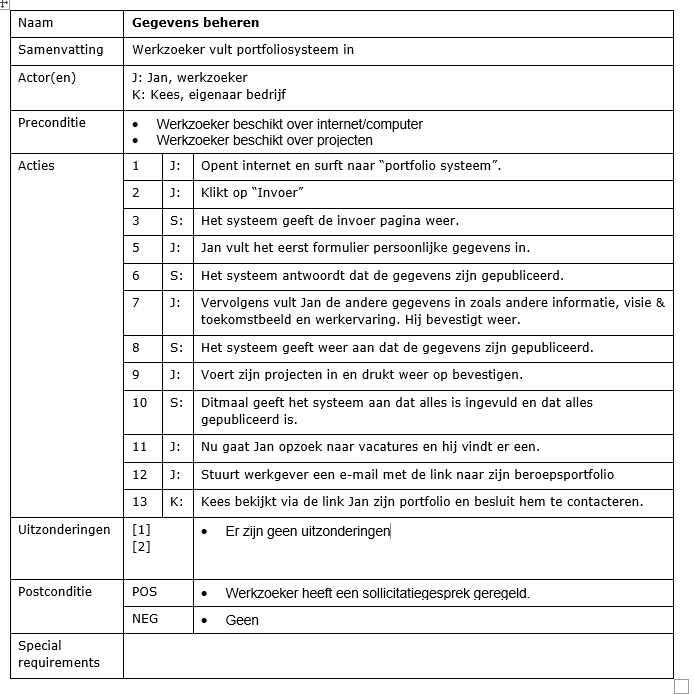 Naam Gegevens beheren
Samenvatting Werkzoeker vult portfoliosysteem in
Actor(en) J: Jan, werkzoeker
K: Kees, eigenaar bedrijf
Preconditie • Werkzoeker beschikt over internet/computer
• Werkzoeker beschikt over projecten
Acties 1 J: Opent internet en surft naar “portfolio systeem”.
2 J: Klikt op “Invoer”
3 S: Het systeem geeft de invoer pagina weer.
5 J: Jan vult het eerst formulier persoonlijke gegevens in.
6 S: Het systeem antwoordt dat de gegevens zijn gepubliceerd.
7 J: Vervolgens vult Jan de andere gegevens in zoals andere informatie, visie &
toekomstbeeld en werkervaring. Hij bevestigt weer.
8 S: Het systeem geeft weer aan dat de gegevens zijn gepubliceerd.
9 J: Voert zijn projecten in en drukt weer op bevestigen.
10 S: Ditmaal geeft het systeem aan dat alles is ingevuld en dat alles
gepubliceerd is.
11 J: Nu gaat Jan opzoek naar vacatures en hij vindt er een.
12 J: Stuurt werkgever een e-mail met de link naar zijn beroepsportfolio
13 K: Kees bekijkt via de link Jan zijn portfolio en besluit hem te contacteren.
Uitzonderingen [1] • Er zijn geen uitzonderingen
[2]
Postconditie POS • Werkzoeker heeft een sollicitatiegesprek geregeld.
NEG • Geen
Special
requirements